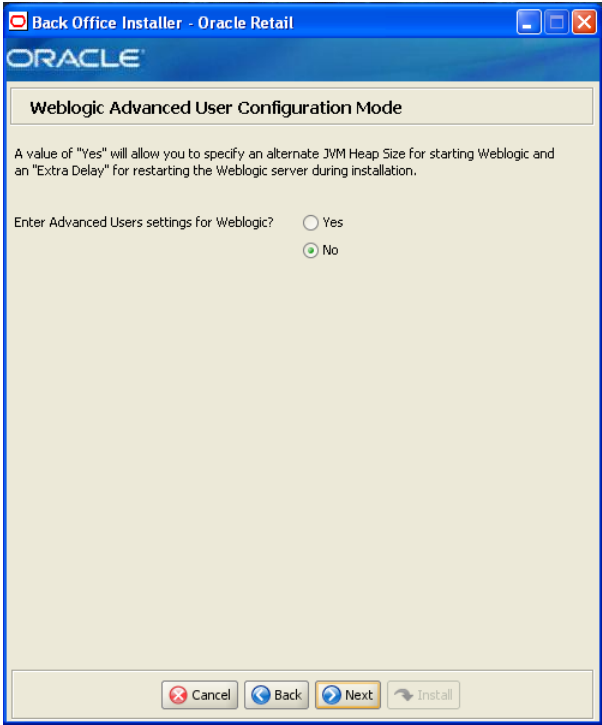 Back Office Installer - Oracle Retail
ORACLE
Weblogic Advanced User Configuration Mode
A value of "Yes" will allow you to specify an alternate JVM Heap Size for starting Weblogic and
an "Extra Delay" for restarting the Weblogic server during installation.
Enter Advanced Users settings for Weblogic? Yes
No
Cancel Back Next Install